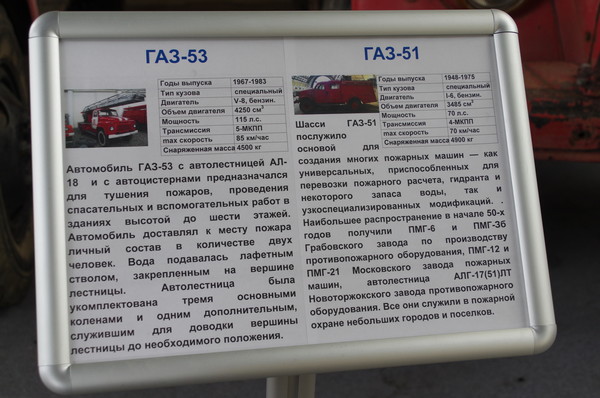 ГАЗ-53
Годы выпуска 1967-1983
Тип кузова специальный
Двигатель V-8, бензин.
Объем двигателя 4250 см³
Мощность 115 л.с.
Трансмиссия 5-МКПП
max скорость 85 км/час
Снаряженная масса 4500 кг
Автомобиль ГАЗ-53 с автолестницей АЛ-
18 и с автоцистернами предназначался
для тушения пожаров, проведения
спасательных и вспомогательных работ в
зданиях высотой до шести этажей.
Автомобиль доставлял к месту пожара
личный состав в количестве двух
человек. Вода подавалась лафетным
стволом, закрепленным на вершине
лестницы. Автолестница была
укомплектована тремя основными
коленами и одним дополнительным,
служившим для доводки вершины
лестницы до необходимого положения.
ГАЗ-51
Годы выпуска 1948-1975
Тип кузова специальный
Двигатель I-6, бензин.
Объем двигателя 3485 см³
Мощность 70 л.с.
Трансмиссия 4-МКПП
max скорость 70 км/час
Снаряженная масса 4900 кг
Шасси ГАЗ-51
послужило
основой для
создания многих пожарных машин — как
универсальных, приспособленных для
перевозки пожарного расчета, гидранта и
некоторого запаса воды, так и
узкоспециализированных модификаций. .
Наибольшее распространение в начале 50-х
годов получили ПМГ-6 и ПМГ-3б
Грабовского завода по производству
противопожарного оборудования, ПМГ-12 и
ПМГ-21 Московского завода пожарных
машин, автолестница АЛГ-17(51)ЛТ
Новоторжокского завода противопожарного
оборудования. Все они служили в пожарной
охране небольших городов и поселков.